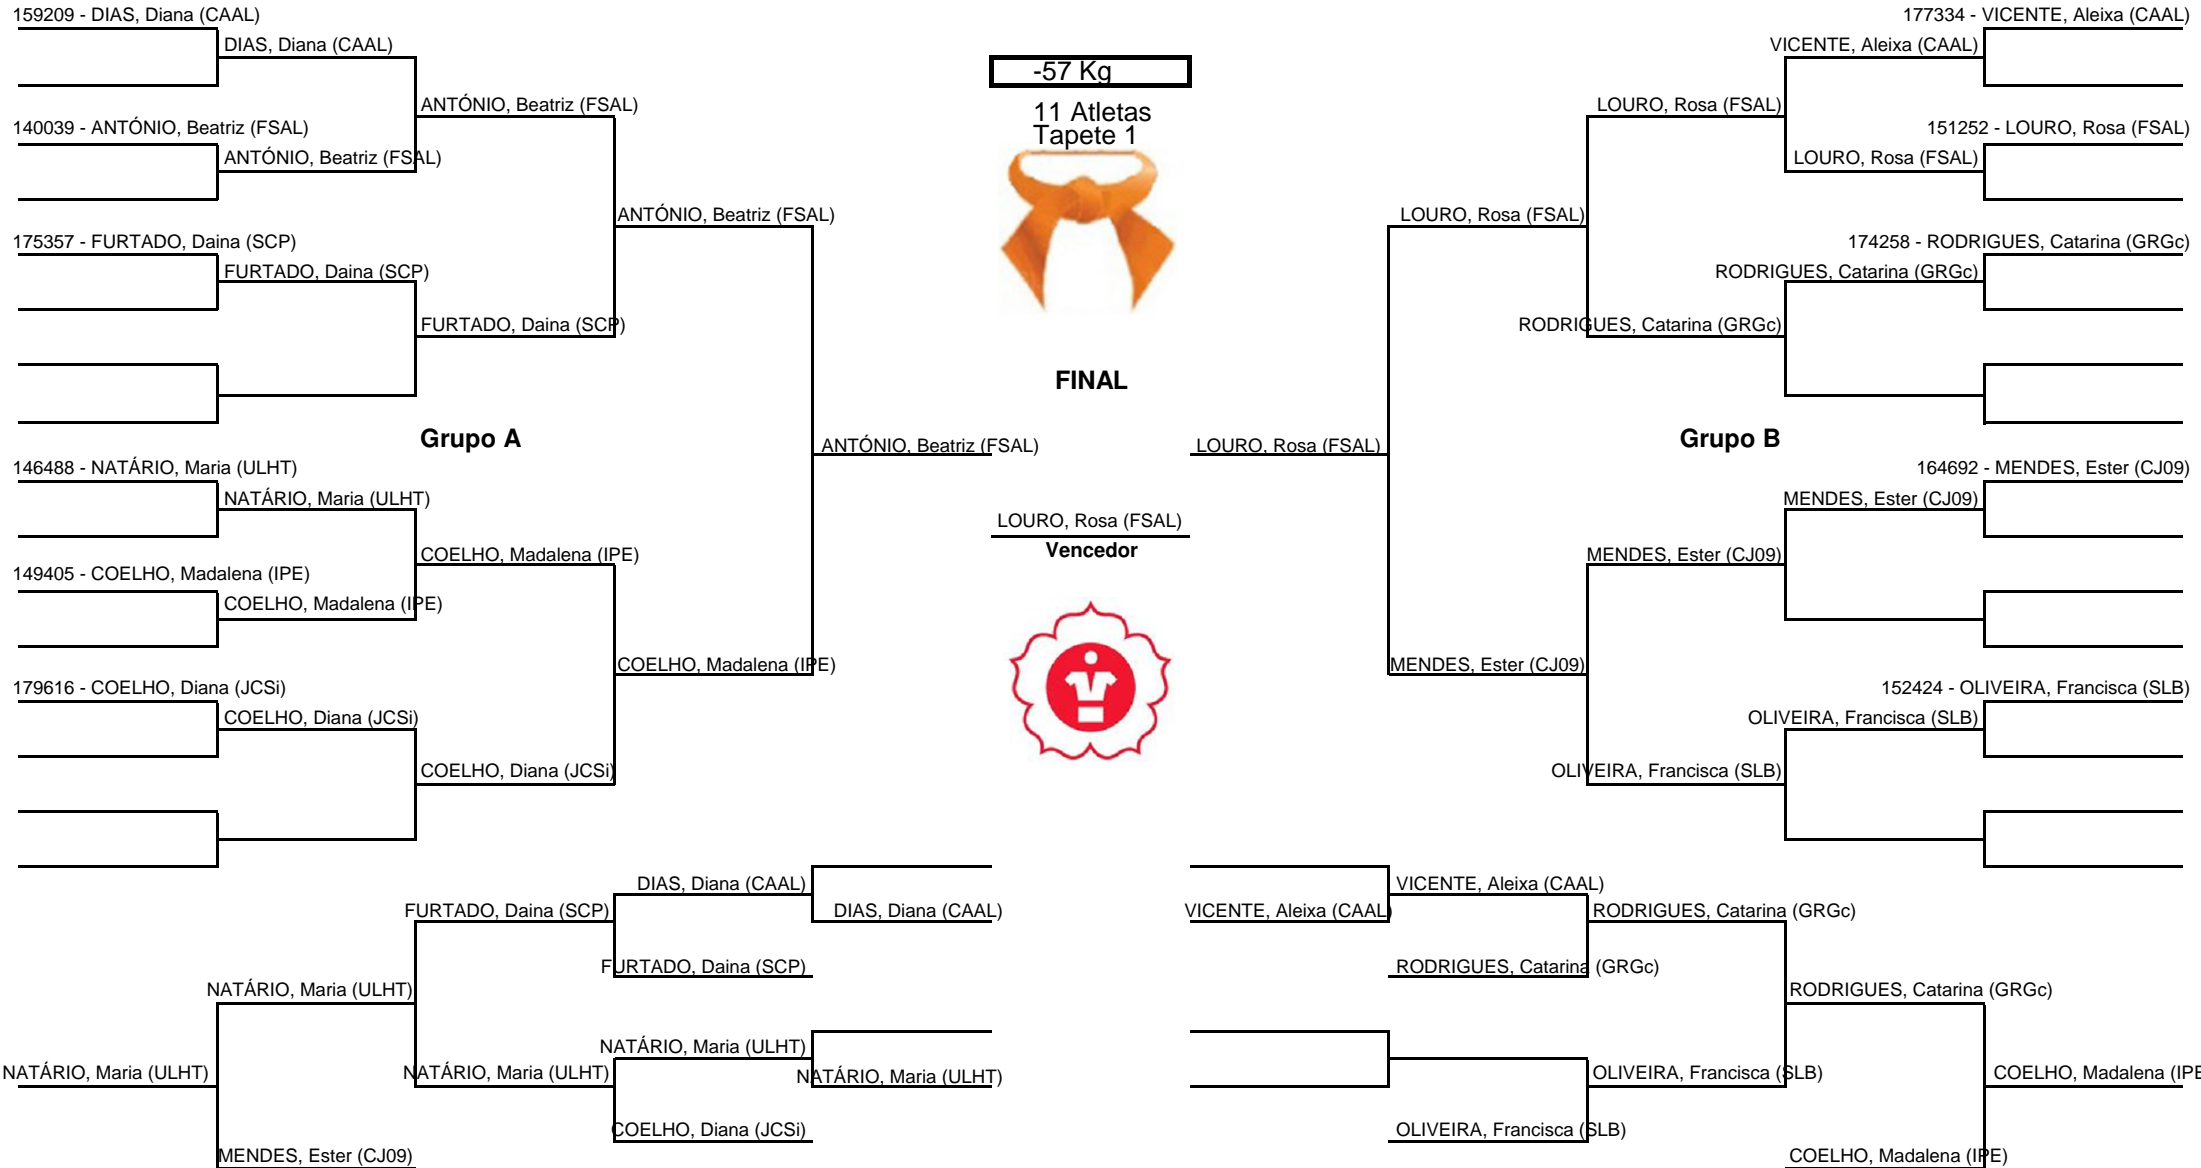 159209 - DIAS, Diana (CAAL)
DIAS, Diana (CAAL)
ANTÓNIO, Beatriz (FSAL)
140039 - ANTÓNIO, Beatriz (FSAL)
ANTÓNIO, Beatriz (FSAL)
175357 - FURTADO, Daina (SCP)
FURTADO, Daina (SCP)
FURTADO, Daina (SCP)
ANTÓNIO, Beatriz (FSAL)
Grupo A
ANTÓNIO, Beatriz (FSAL)
146488 - NATÁRIO, Maria (ULHT)
NATÁRIO, Maria (ULHT)
COELHO, Madalena (IPE)
149405 - COELHO, Madalena (IPE)
COELHO, Madalena (IPE)
COELHO, Madalena (IPE)
179616 - COELHO, Diana (JCSi)
COELHO, Diana (JCSi)
COELHO, Diana (JCSi)
-57 Kg
11 Atletas
Tapete 1
FINAL
LOURO, Rosa (FSAL)
Vencedor
177334 - VICENTE, Aleixa (CAAL)
VICENTE, Aleixa (CAAL)
LOURO, Rosa (FSAL)
151252 - LOURO, Rosa (FSAL)
LOURO, Rosa (FSAL)
LOURO, Rosa (FSAL)
174258 - RODRIGUES, Catarina (GRGc)
RODRIGUES, Catarina (GRGc)
RODRIGUES, Catarina (GRGc)
LOURO, Rosa (FSAL)
Grupo B
164692 - MENDES, Ester (CJ09)
MENDES, Ester (CJ09)
MENDES, Ester (CJ09)
MENDES, Ester (CJ09)
152424 - OLIVEIRA, Francisca (SLB)
OLIVEIRA, Francisca (SLB)
OLIVEIRA, Francisca (SLB)
DIAS, Diana (CAAL)
FURTADO, Daina (SCP)
DIAS, Diana (CAAL)
FURTADO, Daina (SCP)
NATÁRIO, Maria (ULHT)
NATÁRIO, Maria (ULHT)
NATÁRIO, Maria (ULHT)
NATÁRIO, Maria (ULHT)
NATÁRIO, Maria (ULHT)
COELHO, Diana (JCSi)
MENDES, Ester (CJ09)
VICENTE, Aleixa (CAAL)
VICENTE, Aleixa (CAAL)
RODRIGUES, Catarina (GRGc)
RODRIGUES, Catarina (GRGc)
RODRIGUES, Catarina (GRGc)
OLIVEIRA, Francisca (SLB)
COELHO, Madalena (IPE
OLIVEIRA, Francisca (SLB)
COELHO, Madalena (IPE)